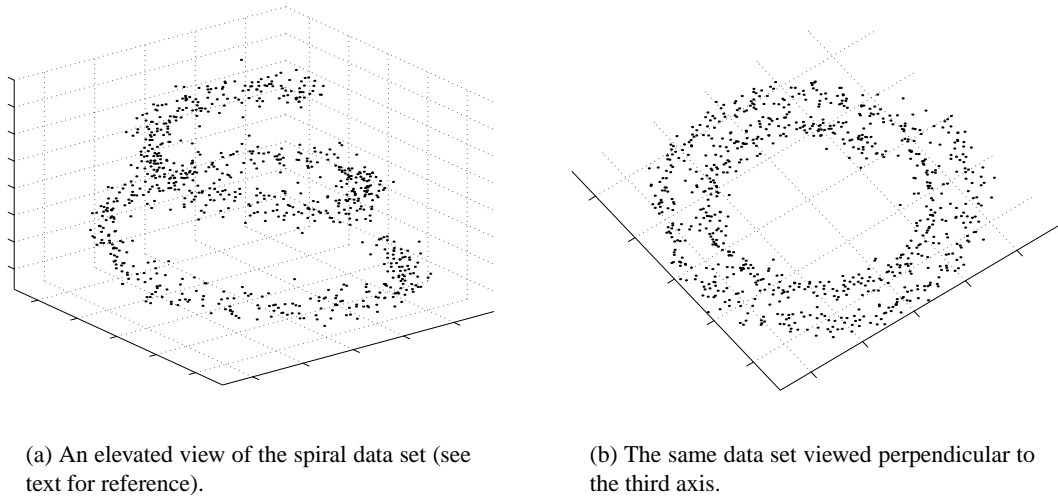 (a) An elevated view of the spiral data set (see
text for reference).
(b) The same data set viewed perpendicular to
the third axis.